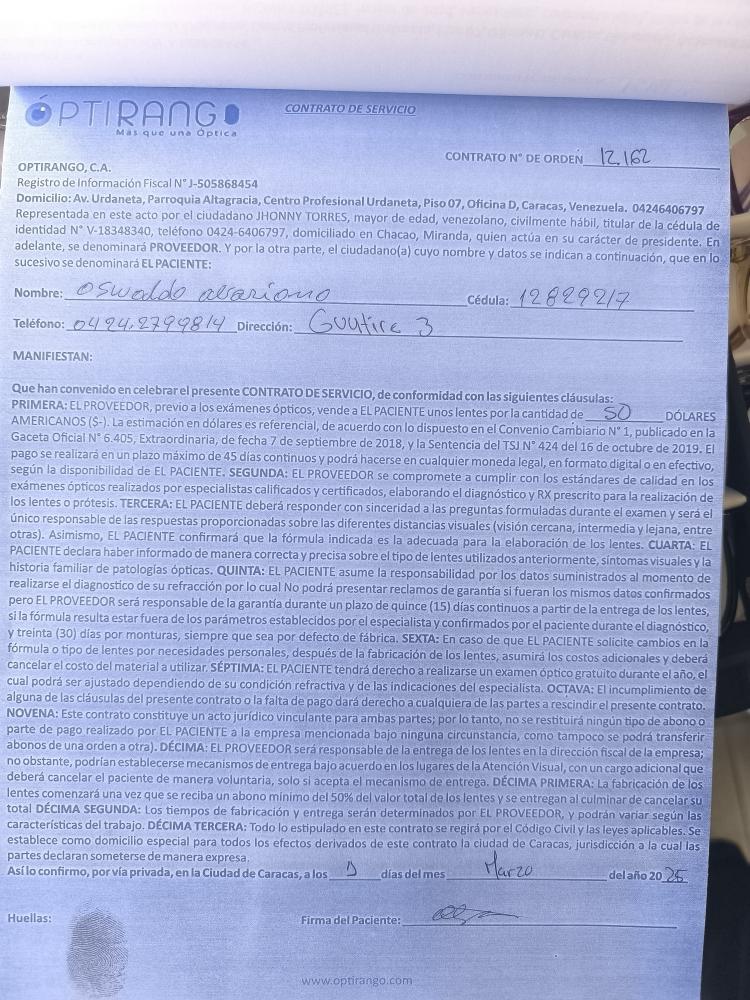 ÓPTIRANGO
Más que una Óptica
CONTRATO DE SERVICIO
CONTRATO N° DE ORDEN 12.162
OPTIRANGO, C.A.
Registro de Información Fiscal N° J-505868454
Domicilio: Av. Urdaneta, Parroquia Altagracia, Centro Profesional Urdaneta, Piso 07, Oficina D, Caracas, Venezuela. 04246406797
Representada en este acto por el ciudadano JHONNY TORRES, mayor de edad, venezolano, civilmente hábil, titular de la cédula de
identidad N° V-18348340, teléfono 0424-6406797, domiciliado en Chacao, Miranda, quien actúa en su carácter de presidente. En
adelante, se denominará PROVEEDOR. Y por la otra parte, el ciudadano(a) cuyo nombre y datos se indican a continuación, que en lo
sucesivo se denominará EL PACIENTE:
Nombre: Oswaldo Cédula: 12829217
Teléfono: 0424.2799814 Dirección: Guatire 3
MANIFIESTAN:
Que han convenido en celebrar el presente CONTRATO DE SERVICIO, de conformidad con las siguientes cláusulas:
PRIMERA: EL PROVEEDOR, previo a los exámenes ópticos, vende a EL PACIENTE unos lentes por la cantidad de 50 DÓLARES
AMERICANOS ($-). La estimación en dólares es referencial, de acuerdo con lo dispuesto en el Convenio Cambiario N° 1, publicado en la
Gaceta Oficial N° 6.405, Extraordinaria, de fecha 7 de septiembre de 2018, y la Sentencia del TSJ N° 424 del 16 de octubre de 2019. El
pago se realizará en un plazo máximo de 45 días continuos y podrá hacerse en cualquier moneda legal, en formato digital o en efectivo,
según la disponibilidad de EL PACIENTE. SEGUNDA: EL PROVEEDOR se compromete a cumplir con los estándares de calidad en los
exámenes ópticos realizados por especialistas calificados y certificados, elaborando el diagnóstico y RX prescrito para la realización de
los lentes o prótesis. TERCERA: EL PACIENTE deberá responder con sinceridad a las preguntas formuladas durante el examen y será el
único responsable de las respuestas proporcionadas sobre las diferentes distancias visuales (visión cercana, intermedia y lejana, entre
otras). Asimismo, EL PACIENTE confirmará que la fórmula indicada es la adecuada para la elaboración de los lentes. CUARTA: EL
PACIENTE declara haber informado de manera correcta y precisa sobre el tipo de lentes utilizados anteriormente, síntomas visuales y la
historia familiar de patologías ópticas. QUINTA: EL PACIENTE asume la responsabilidad por los datos suministrados al momento de
realizarse el diagnostico de su refracción por lo cual No podrá presentar reclamos de garantía si fueran los mismos datos confirmados
pero EL PROVEEDOR será responsable de la garantía durante un plazo de quince (15) días continuos a partir de la entrega de los lentes,
si la fórmula resulta estar fuera de los parámetros establecidos por el especialista y confirmados por el paciente durante el diagnóstico,
y treinta (30) días por monturas, siempre que sea por defecto de fábrica. SEXTA: En caso de que EL PACIENTE solicite cambios en la
fórmula o tipo de lentes por necesidades personales, después de la fabricación de los lentes, asumirá los costos adicionales y deberá
cancelar el costo del material a utilizar. SÉPTIMA: EL PACIENTE tendrá derecho a realizarse un examen óptico gratuito durante el año, el
cual podrá ser ajustado dependiendo de su condición refractiva y de las indicaciones del especialista. OCTAVA: El incumplimiento de
alguna de las cláusulas del presente contrato o la falta de pago dará derecho a cualquiera de las partes a rescindir el presente contrato.
NOVENA: Este contrato constituye un acto jurídico vinculante para ambas partes; por lo tanto, no se restituirá ningún tipo de abono o
parte de pago realizado por EL PACIENTE a la empresa mencionada bajo ninguna circunstancia, como tampoco se podrá transferir
abonos de una orden a otra). DÉCIMA: EL PROVEEDOR será responsable de la entrega de los lentes en la dirección fiscal de la empresa;
no obstante, podrían establecerse mecanismos de entrega bajo acuerdo en los lugares de la Atención Visual, con un cargo adicional que
deberá cancelar el paciente de manera voluntaria, solo si acepta el mecanismo de entrega. DÉCIMA PRIMERA: La fabricación de los
lentes comenzará una vez que se reciba un abono mínimo del 50% del valor total de los lentes y se entregan al culminar de cancelar su
total DÉCIMA SEGUNDA: Los tiempos de fabricación y entrega serán determinados por EL PROVEEDOR, y podrán variar según las
características del trabajo. DÉCIMA TERCERA: Todo lo estipulado en este contrato se regirá por el Código Civil y las leyes aplicables. Se
establece como domicilio especial para todos los efectos derivados de este contrato la ciudad de Caracas, jurisdicción a la cual las
partes declaran someterse de manera expresa.
Así lo confirmo, por vía privada, en la Ciudad de Caracas, a los días del mes Marzo del año 20 25
Huellas: Firma del Paciente:
www.optirango.com